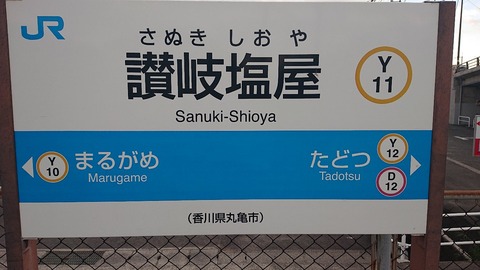 JR
さぬき しおや
讃岐塩屋
Sanuki-Shioya
Y
11
Y
10
まるがめ
Marugame
たどつ
Tadotsu
Y
12
D
12
(香川県丸亀市)